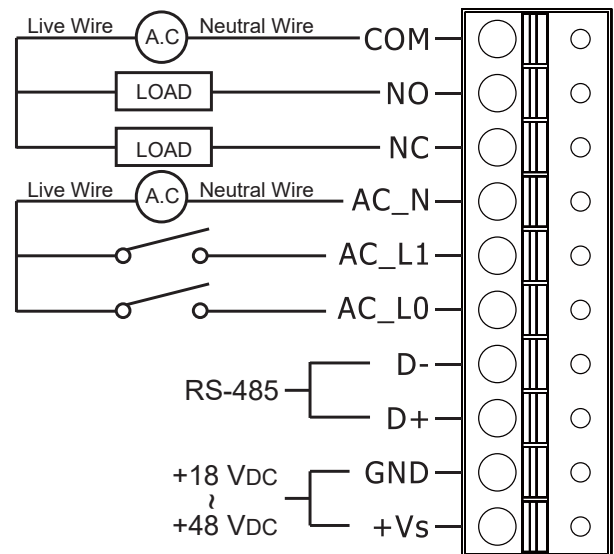 Live Wire A.C Neutral Wire COM
LOAD NO
LOAD NC
Live Wire A.C Neutral Wire AC_N
AC_L1
AC_L0
D-
RS-485
D+
+18 VDC GND
~
+48 VDC +Vs